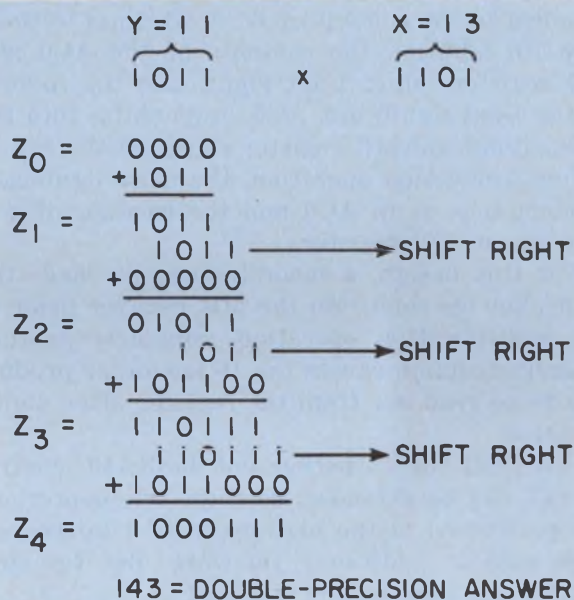 Y = 11 X = 13
1011 x 1101
Z0 = 0000
+1011
Z1 = 1011
1011 → SHIFT RIGHT
+00000
Z2 = 01011
1011 → SHIFT RIGHT
+101100
Z3 = 110111
110111 → SHIFT RIGHT
+1011000
Z4 = 1000111
143 = DOUBLE-PRECISION ANSWER